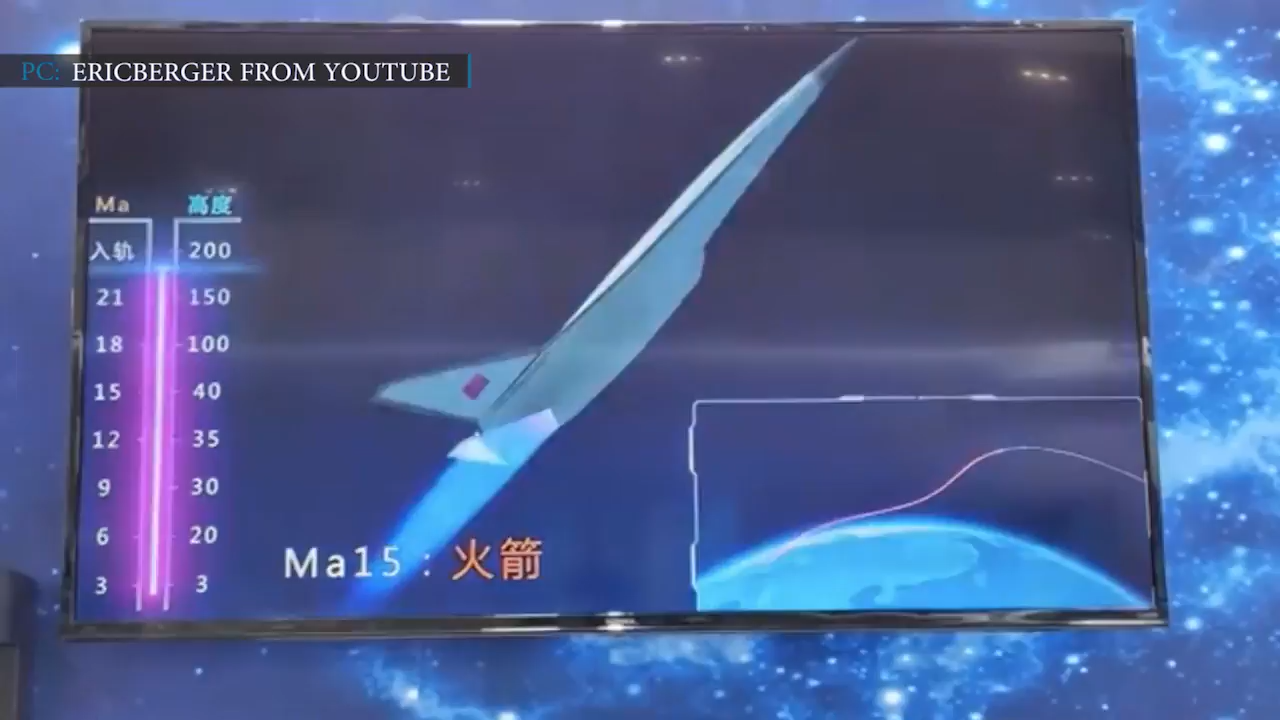 PC: ERICBERGER FROM YOUTUBE
Ma 高度
入轨 200
21 150
18 100
15 40
12 35
9 30
6 20
3 3
Ma15：火箭